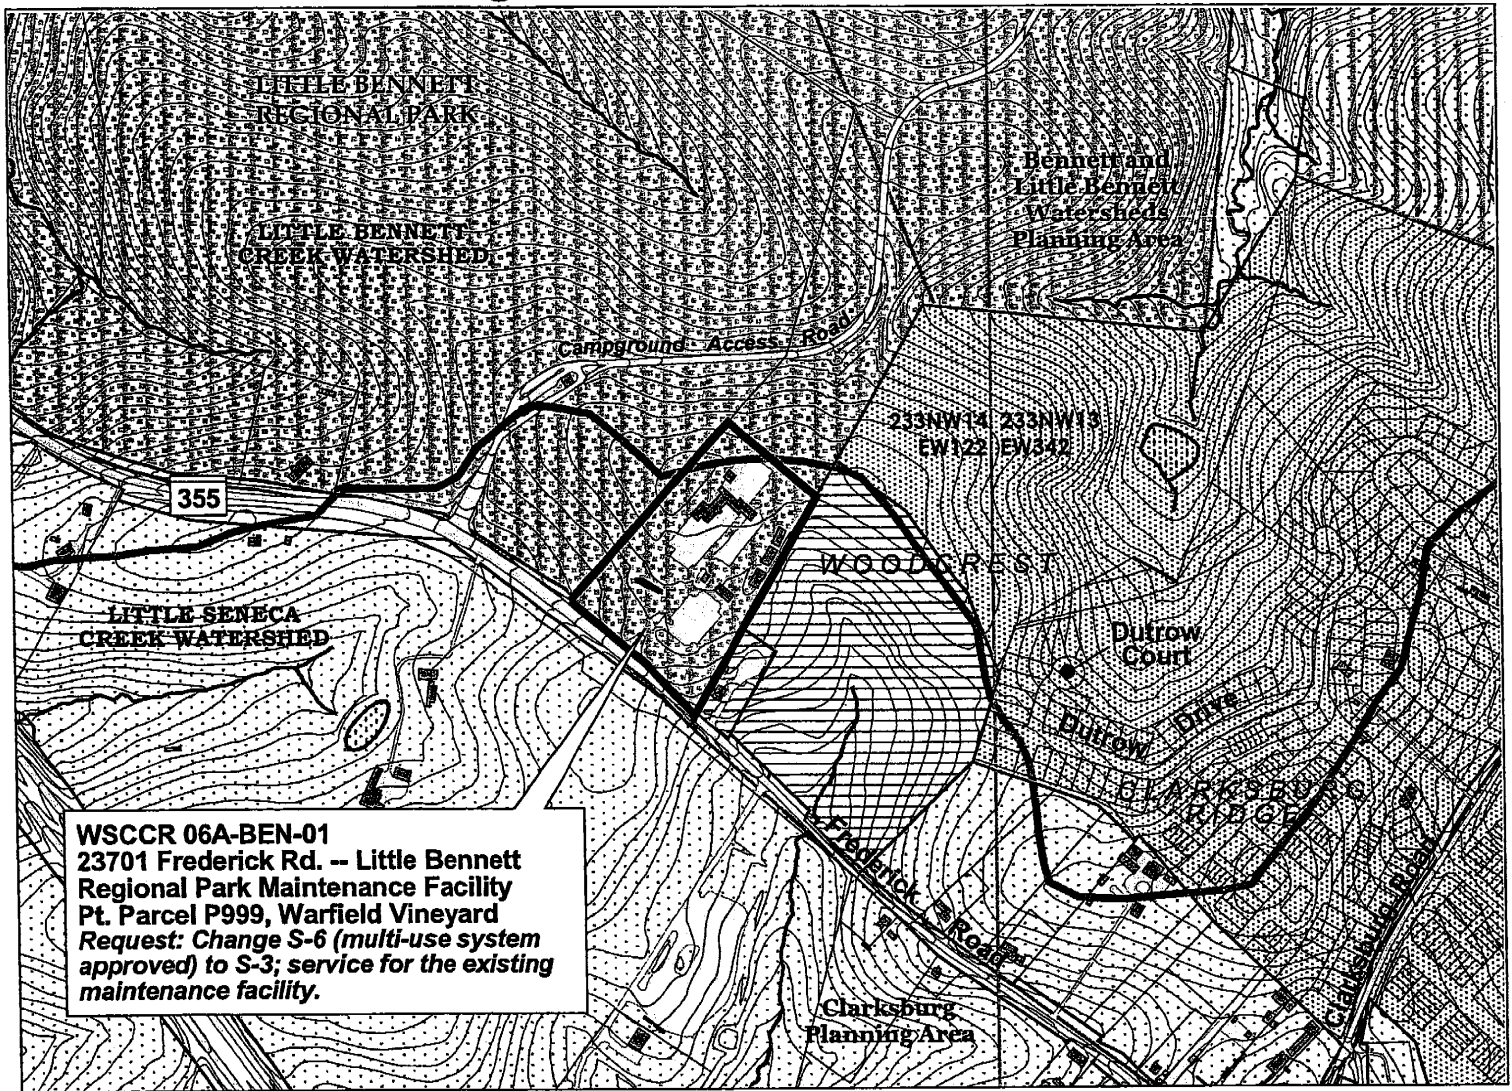 LITTLE BENNETT
REGIONAL PARK
Bennett and
Little Bennett
Watersheds
Planning Area
LITTLE BENNETT
CREEK WATERSHED
Campground Access Road
233NW14 233NW13
EW122 EW342
355
WOODCREST
LITTLE SENECA
CREEK WATERSHED
Dutrow
Court
Dutrow Drive
CLARKSBURG
RIDGE
WSCCR 06A-BEN-01
23701 Frederick Rd. -- Little Bennett
Regional Park Maintenance Facility
Pt. Parcel P999, Warfield Vineyard
Request: Change S-6 (multi-use system
approved) to S-3; service for the existing
maintenance facility.
Frederick Road
Clarksburg Road
Clarksburg
Planning Area